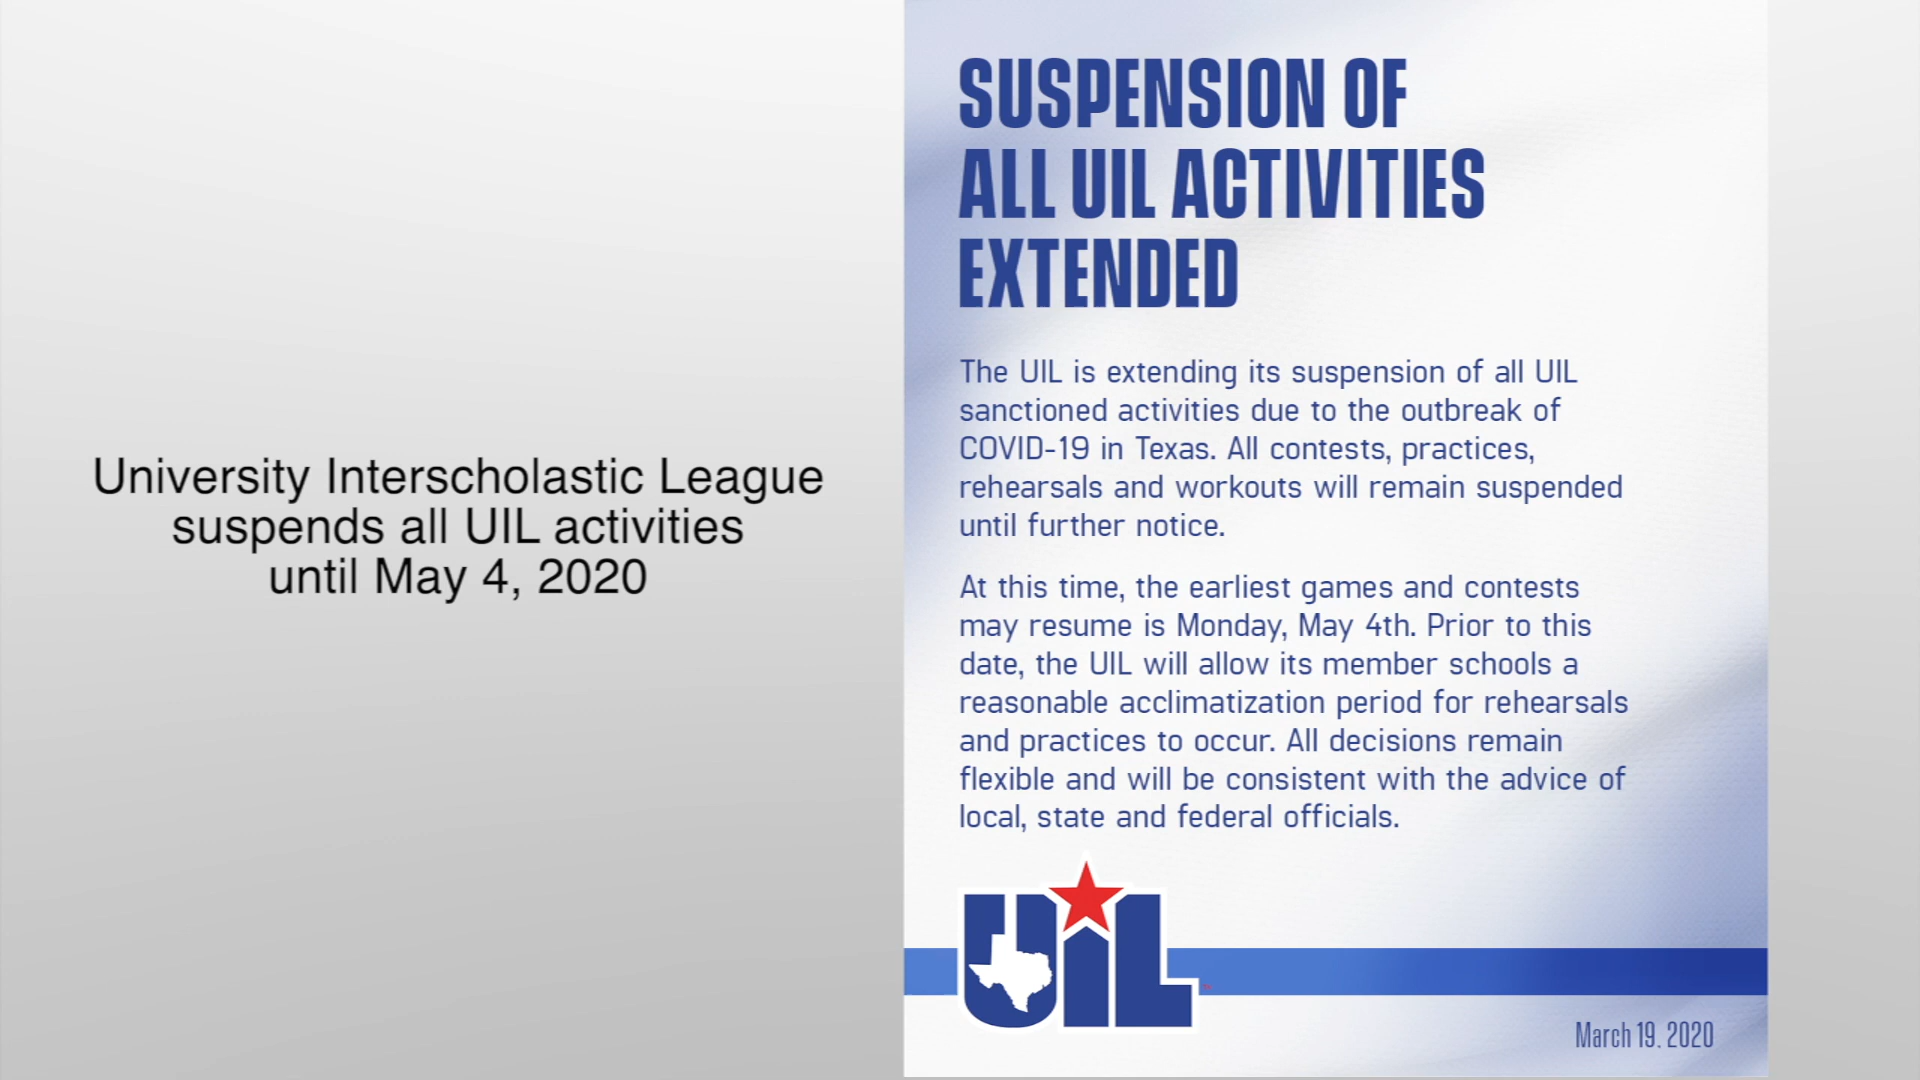 University Interscholastic League
suspends all UIL activities
until May 4, 2020
SUSPENSION OF
ALL UIL ACTIVITIES
EXTENDED
The UIL is extending its suspension of all UIL
sanctioned activities due to the outbreak of
COVID-19 in Texas. All contests, practices,
rehearsals and workouts will remain suspended
until further notice.
At this time, the earliest games and contests
may resume is Monday, May 4th. Prior to this
date, the UIL will allow its member schools a
reasonable acclimatization period for rehearsals
and practices to occur. All decisions remain
flexible and will be consistent with the advice of
local, state and federal officials.
UIL
March 19, 2020